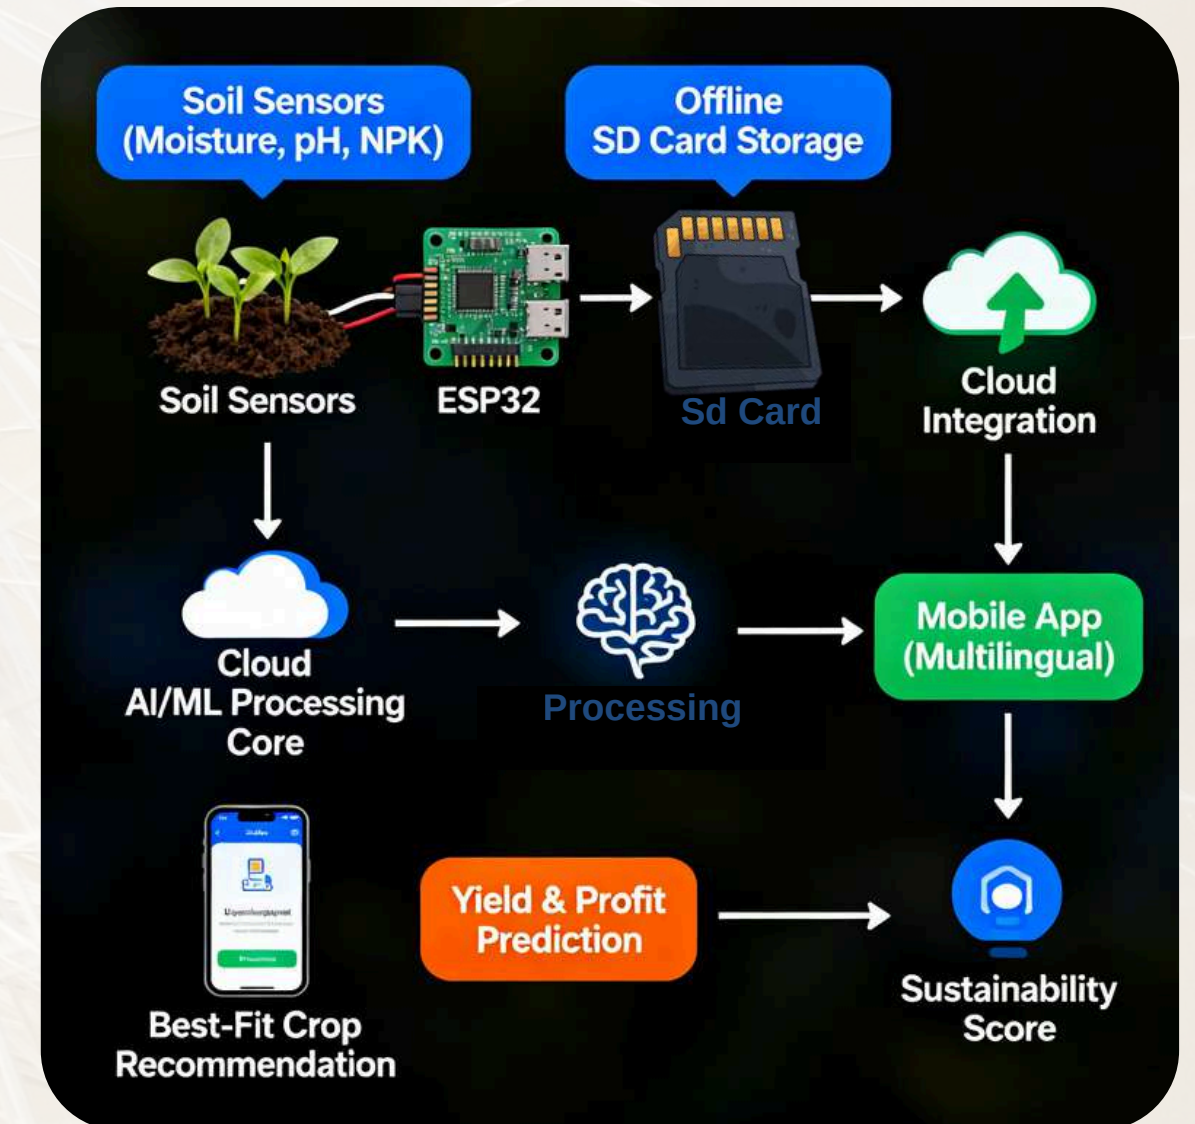 Soil Sensors
(Moisture, pH, NPK)
Offline
SD Card Storage
Soil Sensors
ESP32
Sd Card
Cloud
Integration
Cloud
AI/ML Processing
Core
Processing
Mobile App
(Multilingual)
Best-Fit Crop
Recommendation
Yield & Profit
Prediction
Sustainability
Score